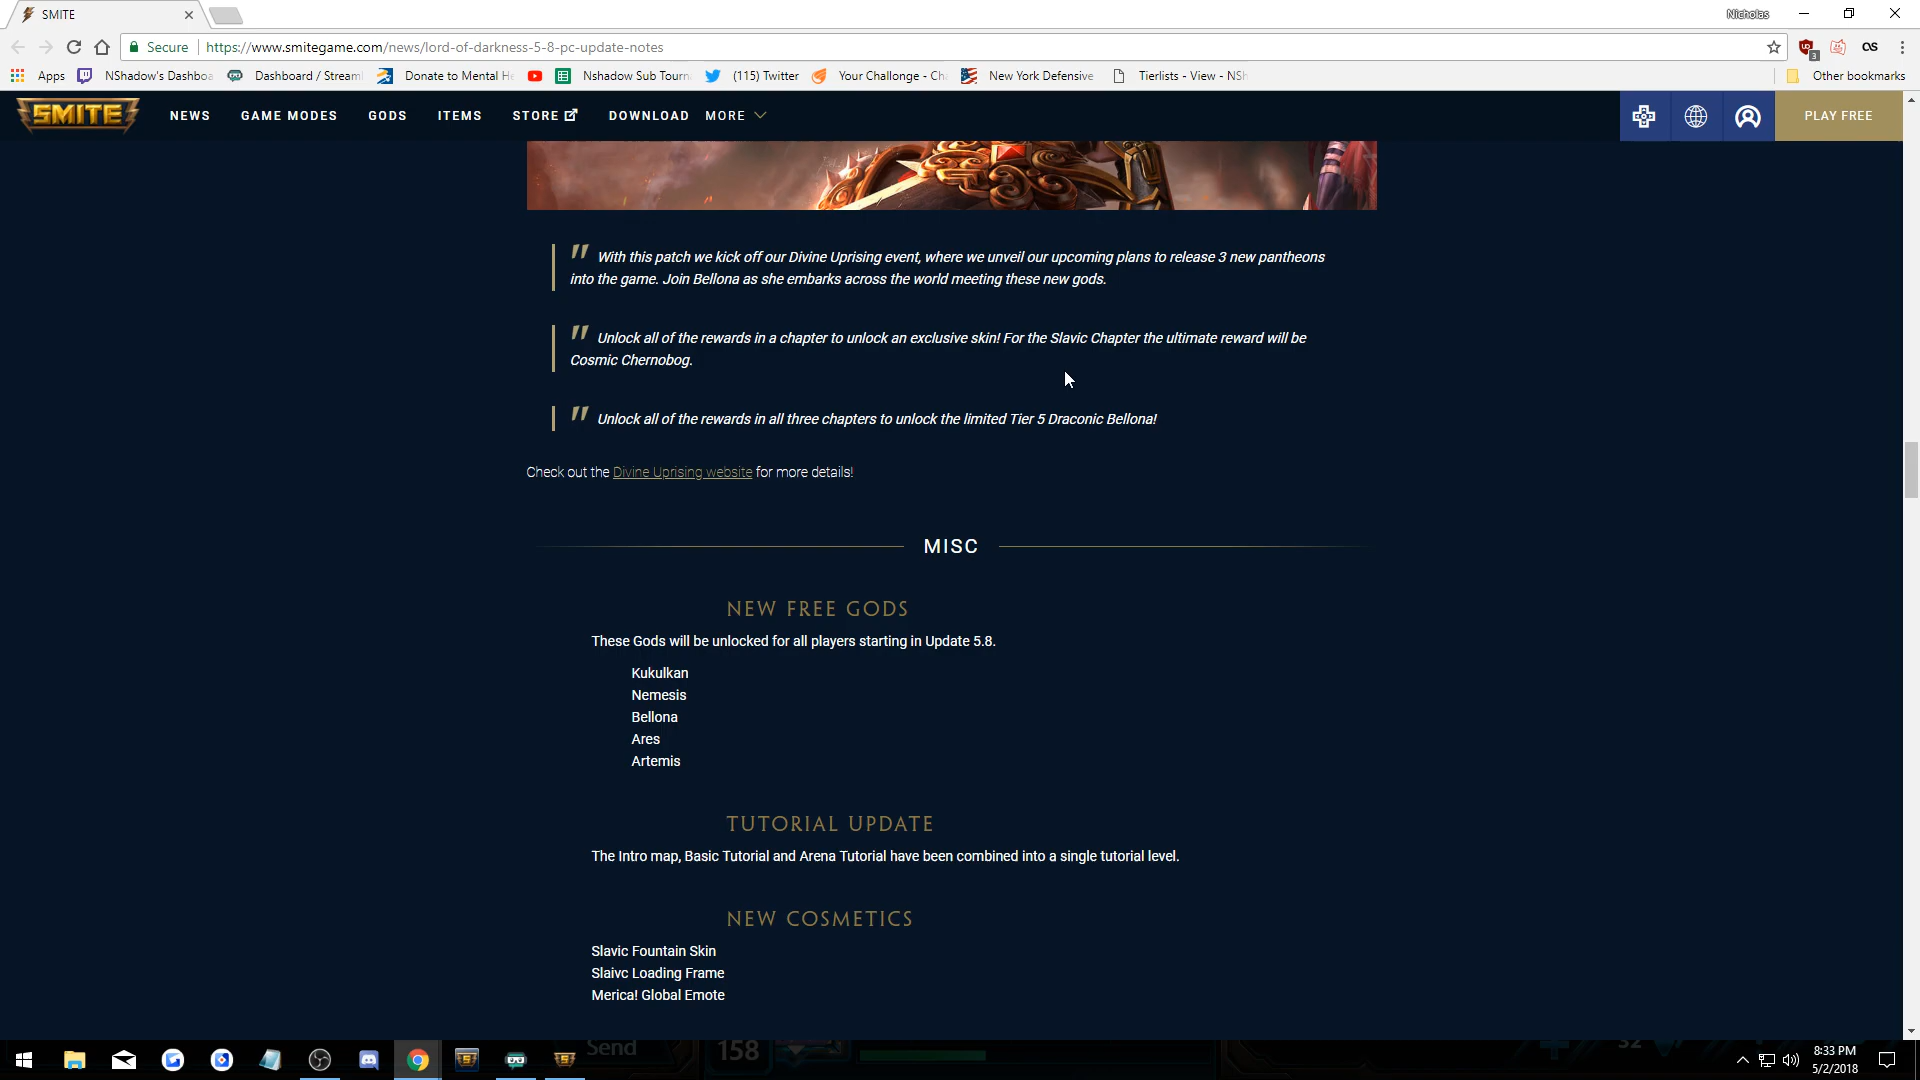 SMITE
Nicholas
Secure https://www.smitegame.com/news/lord-of-darkness-5-8-pc-update-notes
Apps NShadow's Dashboa Dashboard / Stream Donate to Mental H Nshadow Sub Tourn (115) Twitter Your Challonge - Ch New York Defensive Tierlists - View - NSh Other bookmarks
SMITE NEWS GAME MODES GODS ITEMS STORE DOWNLOAD MORE PLAY FREE
" With this patch we kick off our Divine Uprising event, where we unveil our upcoming plans to release 3 new pantheons
into the game. Join Bellona as she embarks across the world meeting these new gods.
" Unlock all of the rewards in a chapter to unlock an exclusive skin! For the Slavic Chapter the ultimate reward will be
Cosmic Chernobog.
" Unlock all of the rewards in all three chapters to unlock the limited Tier 5 Draconic Bellona!
Check out the Divine Uprising website for more details!
MISC
NEW FREE GODS
These Gods will be unlocked for all players starting in Update 5.8.
Kukulkan
Nemesis
Bellona
Ares
Artemis
TUTORIAL UPDATE
The Intro map, Basic Tutorial and Arena Tutorial have been combined into a single tutorial level.
NEW COSMETICS
Slavic Fountain Skin
Slaivc Loading Frame
Merica! Global Emote
Send 158
8:33 PM
5/2/2018